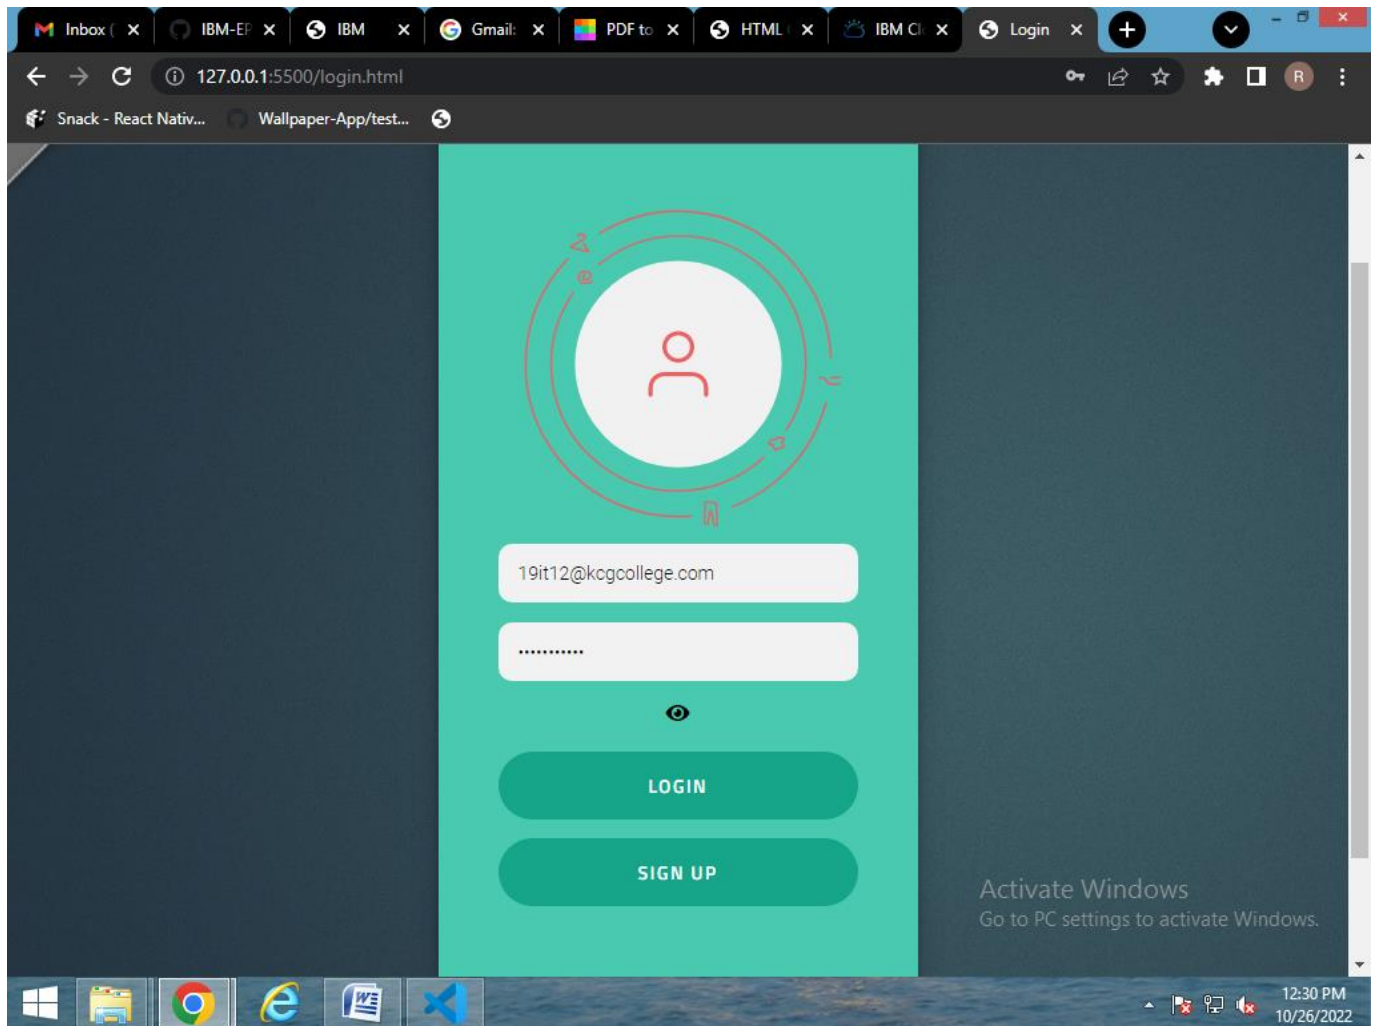 Inbox (
IBM-EP
IBM
Gmail:
PDF to
HTML
IBM Cl
Login
127.0.0.1:5500/login.html
R
Snack - React Nativ...
Wallpaper-App/test...
19it12@kcgcollege.com
LOGIN
SIGN UP
Activate Windows
Go to PC settings to activate Windows.
12:30 PM
10/26/2022